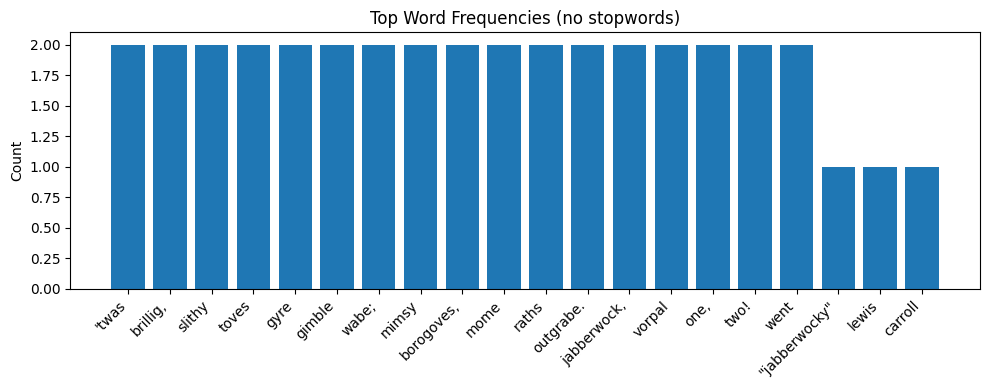 Top Word Frequencies (no stopwords)
Count
2.00
1.75
1.50
1.25
1.00
0.75
0.50
0.25
0.00
'twas
brillig,
slithy
toves
gyre
gimble
wabe;
mimsy
borogoves,
mome
raths
outgrabe.
jabberwock,
vorpal
one,
two!
went
"jabberwocky"
lewis
carroll